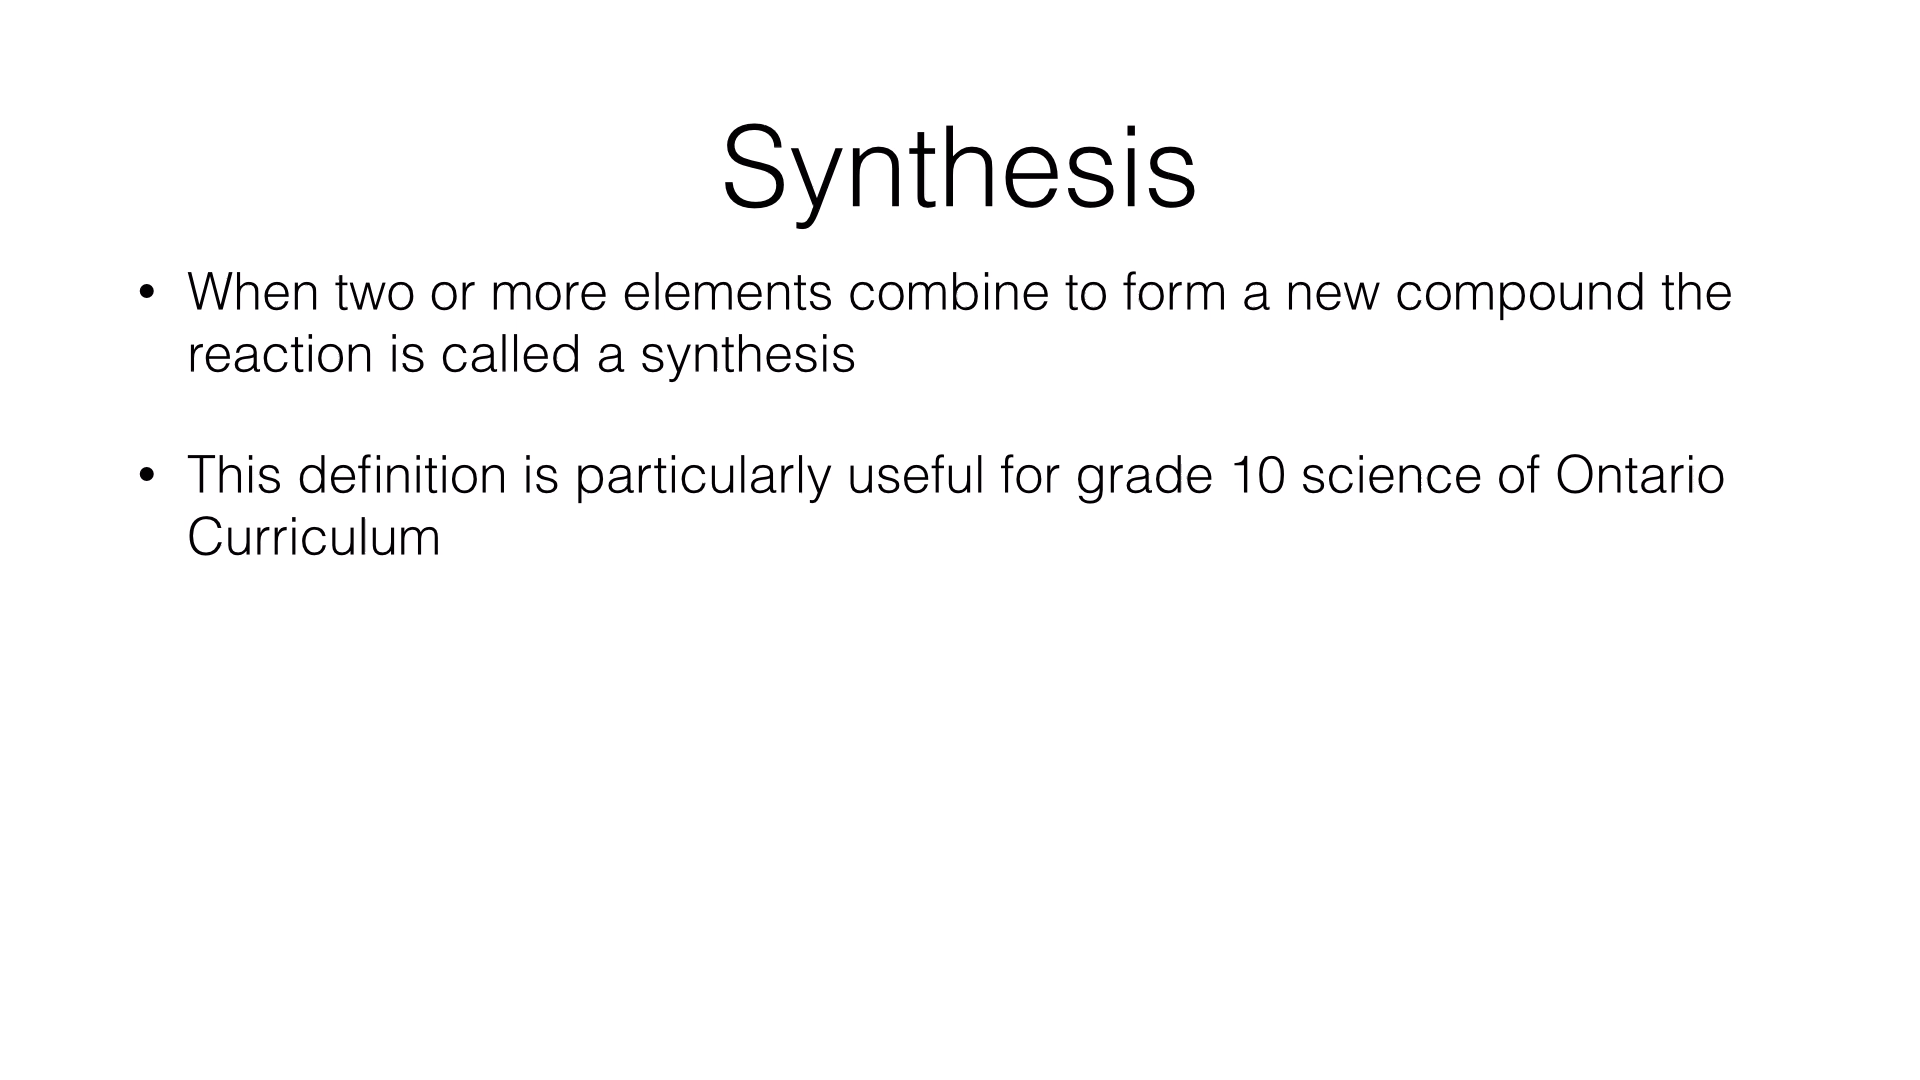 Synthesis
• When two or more elements combine to form a new compound the
reaction is called a synthesis
• This definition is particularly useful for grade 10 science of Ontario
Curriculum